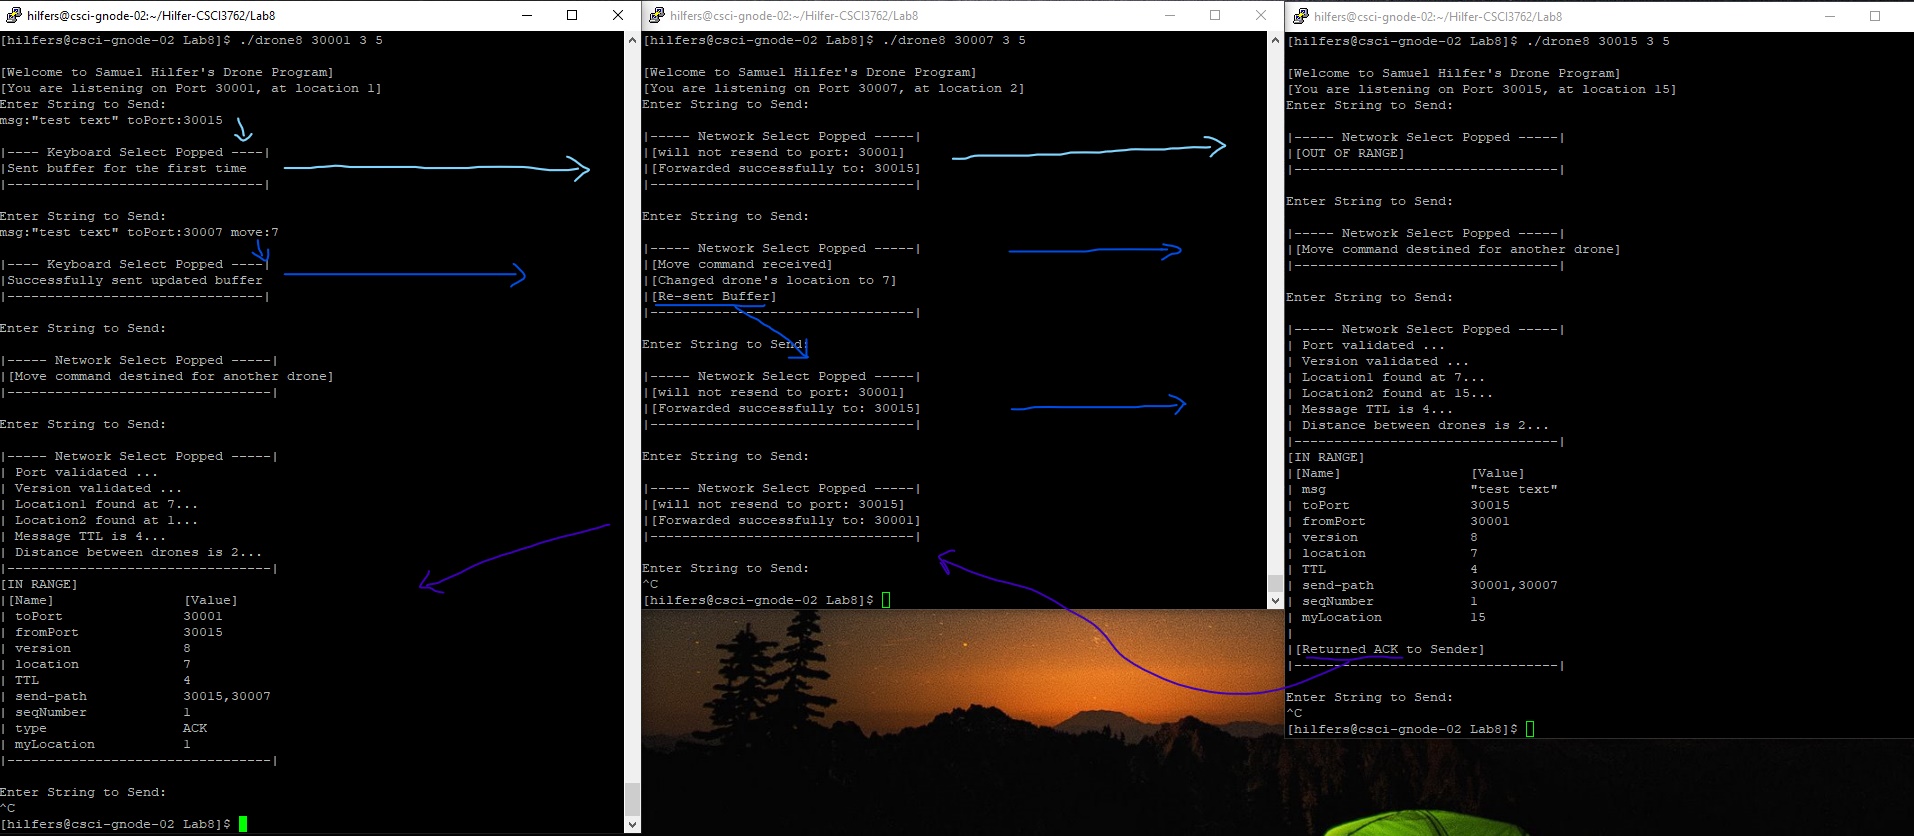 hilfers@csci-gnode-02:~/Hilfer-CSCI3762/Lab8
[hilfers@csci-gnode-02 Lab8]$ ./drone8 30001 3 5
[Welcome to Samuel Hilfer's Drone Program]
[You are listening on Port 30001, at location 1]
Enter String to Send:
msg:"test text" toPort:30015
|---- Keyboard Select Popped ----|
|Sent buffer for the first time
|--------------------------------|
Enter String to Send:
msg:"test text" toPort:30007 move:7
|---- Keyboard Select Popped ----|
|Successfully sent updated buffer
|--------------------------------|
Enter String to Send:
|----- Network Select Popped -----|
|[Move command destined for another drone]
|---------------------------------|
Enter String to Send:
|----- Network Select Popped -----|
| Port validated ...
| Version validated ...
| Location1 found at 7...
| Location2 found at 1...
| Message TTL is 4...
| Distance between drones is 2...
|---------------------------------|
[IN RANGE]
|[Name] [Value]
| toPort 30001
| fromPort 30015
| version 8
| location 7
| TTL 4
| send-path 30015,30007
| seqNumber 1
| type ACK
| myLocation 1
|---------------------------------|
Enter String to Send:
^C
[hilfers@csci-gnode-02 Lab8]$
hilfers@csci-gnode-02:~/Hilfer-CSCI3762/Lab8
[hilfers@csci-gnode-02 Lab8]$ ./drone8 30007 3 5
[Welcome to Samuel Hilfer's Drone Program]
[You are listening on Port 30007, at location 2]
Enter String to Send:
|----- Network Select Popped -----|
|[will not resend to port: 30001]
|[Forwarded successfully to: 30015]
|---------------------------------|
Enter String to Send:
|----- Network Select Popped -----|
|[Move command received]
|[Changed drone's location to 7]
|[Re-sent Buffer]
|---------------------------------|
Enter String to Send:
|----- Network Select Popped -----|
|[will not resend to port: 30001]
|[Forwarded successfully to: 30015]
|---------------------------------|
Enter String to Send:
|----- Network Select Popped -----|
|[will not resend to port: 30015]
|[Forwarded successfully to: 30001]
|---------------------------------|
Enter String to Send:
^C
[hilfers@csci-gnode-02 Lab8]$
hilfers@csci-gnode-02:~/Hilfer-CSCI3762/Lab8
[hilfers@csci-gnode-02 Lab8]$ ./drone8 30015 3 5
[Welcome to Samuel Hilfer's Drone Program]
[You are listening on Port 30015, at location 15]
Enter String to Send:
|----- Network Select Popped -----|
|[OUT OF RANGE]
|---------------------------------|
Enter String to Send:
|----- Network Select Popped -----|
|[Move command destined for another drone]
|---------------------------------|
Enter String to Send:
|----- Network Select Popped -----|
| Port validated ...
| Version validated ...
| Location1 found at 7...
| Location2 found at 15...
| Message TTL is 4...
| Distance between drones is 2...
|---------------------------------|
[IN RANGE]
|[Name] [Value]
| msg "test text"
| toPort 30015
| fromPort 30001
| version 8
| location 7
| TTL 4
| send-path 30001,30007
| seqNumber 1
| myLocation 15
|
|[Returned ACK to Sender]
|---------------------------------|
Enter String to Send:
^C
[hilfers@csci-gnode-02 Lab8]$